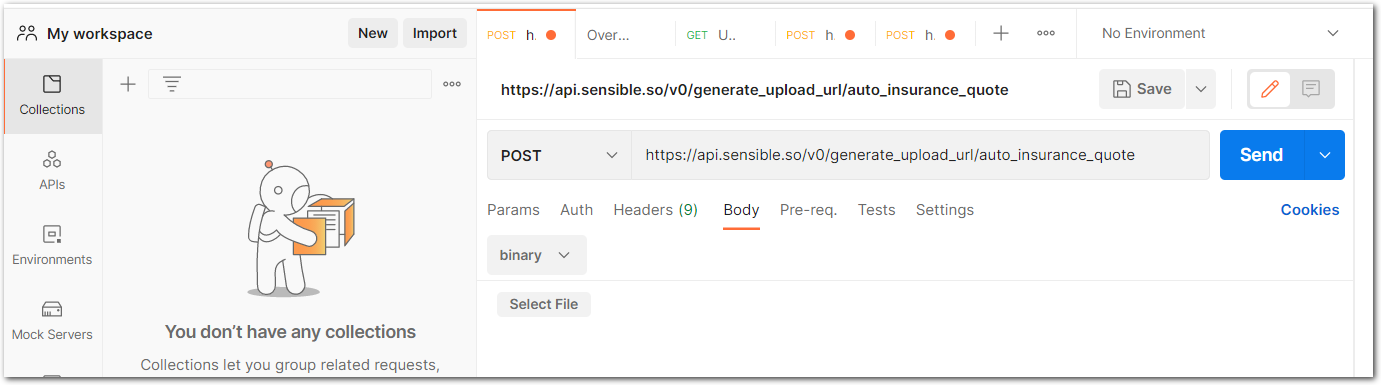 My workspace
New
Import
POST h.
Over...
GET U..
POST h.
POST h.
No Environment
Collections
https://api.sensible.so/v0/generate_upload_url/auto_insurance_quote
Save
POST
https://api.sensible.so/v0/generate_upload_url/auto_insurance_quote
Send
APIs
Params
Auth
Headers (9)
Body
Pre-req.
Tests
Settings
Cookies
Environments
binary
Select File
Mock Servers
You don't have any collections
Collections let you group related requests,